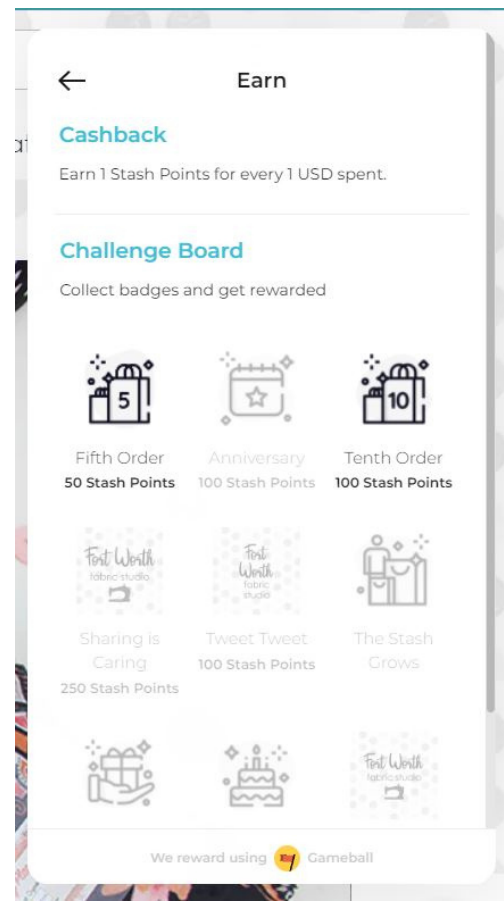 Earn
Cashback
Earn 1 Stash Points for every 1 USD spent.
Challenge Board
Collect badges and get rewarded
5
10
Fifth Order
50 Stash Points
Anniversary
100 Stash Points
Tenth Order
100 Stash Points
Fort Worth
fabric studio
Fort
Worth
fabric
studio
Sharing is
Caring
250 Stash Points
Tweet Tweet
100 Stash Points
The Stash
Grows
Fort Worth
fabric studio
We reward using Gameball